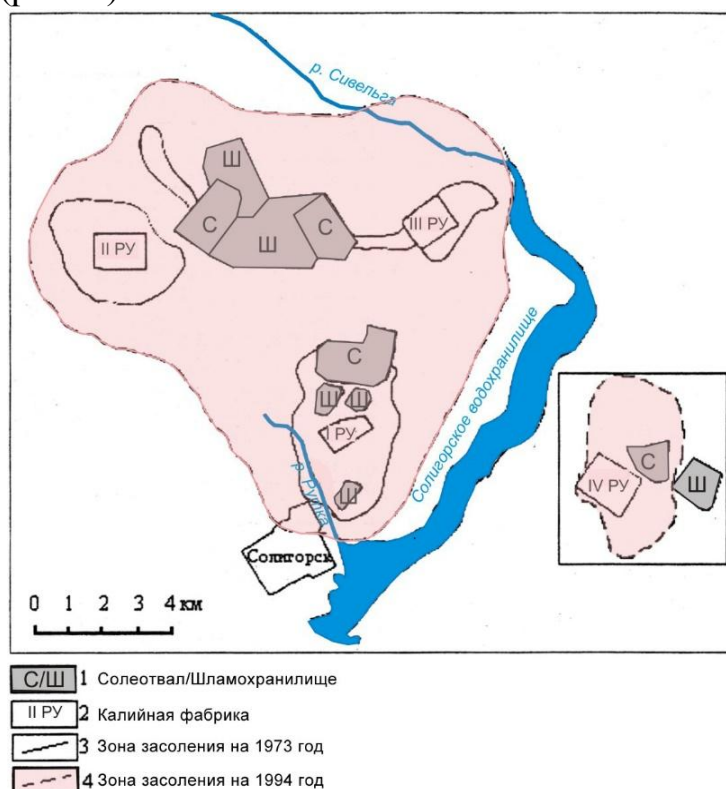 р. Сивельга
Ш
С
Ш
С
II РУ
III РУ
С
Ш
Ш
I РУ
Ш
р. Рутка
Солигорск
Солигорское водохранилище
С
IV РУ
Ш
0 1 2 3 4 км
С/Ш 1 Солеотвал/Шламохранилище
II РУ 2 Калийная фабрика
3 Зона засоления на 1973 год
4 Зона засоления на 1994 год